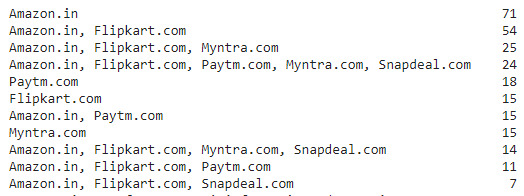 Amazon.in 71
Amazon.in, Flipkart.com 54
Amazon.in, Flipkart.com, Myntra.com 25
Amazon.in, Flipkart.com, Paytm.com, Myntra.com, Snapdeal.com 24
Paytm.com 18
Flipkart.com 15
Amazon.in, Paytm.com 15
Myntra.com 15
Amazon.in, Flipkart.com, Myntra.com, Snapdeal.com 14
Amazon.in, Flipkart.com, Paytm.com 11
Amazon.in, Flipkart.com, Snapdeal.com 7